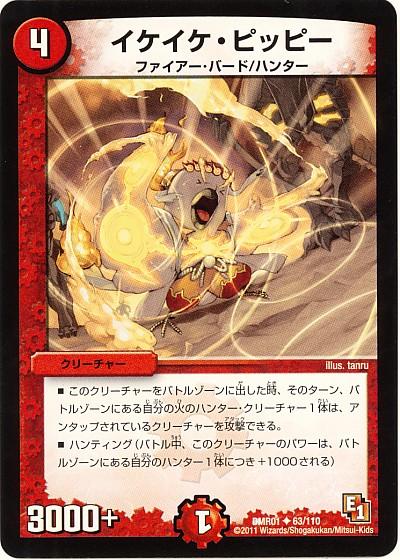 4
イケイケ・ピッピー
ファイアー・バード/ハンター
クリーチャー
illus. tanru
■ このクリーチャーをバトルゾーンに出した時、そのターン、バ
トルゾーンにある自分の火のハンター・クリーチャー1体は、ア
ンタップされているクリーチャーを攻撃できる。
■ ハンティング(バトル中、このクリーチャーのパワーは、バト
ルゾーンにある自分のハンター1体につき+1000される)
3000+
1
DMR01 ◆ 63/110
©2011 Wizards/Shogakukan/Mitsui-Kids
E1